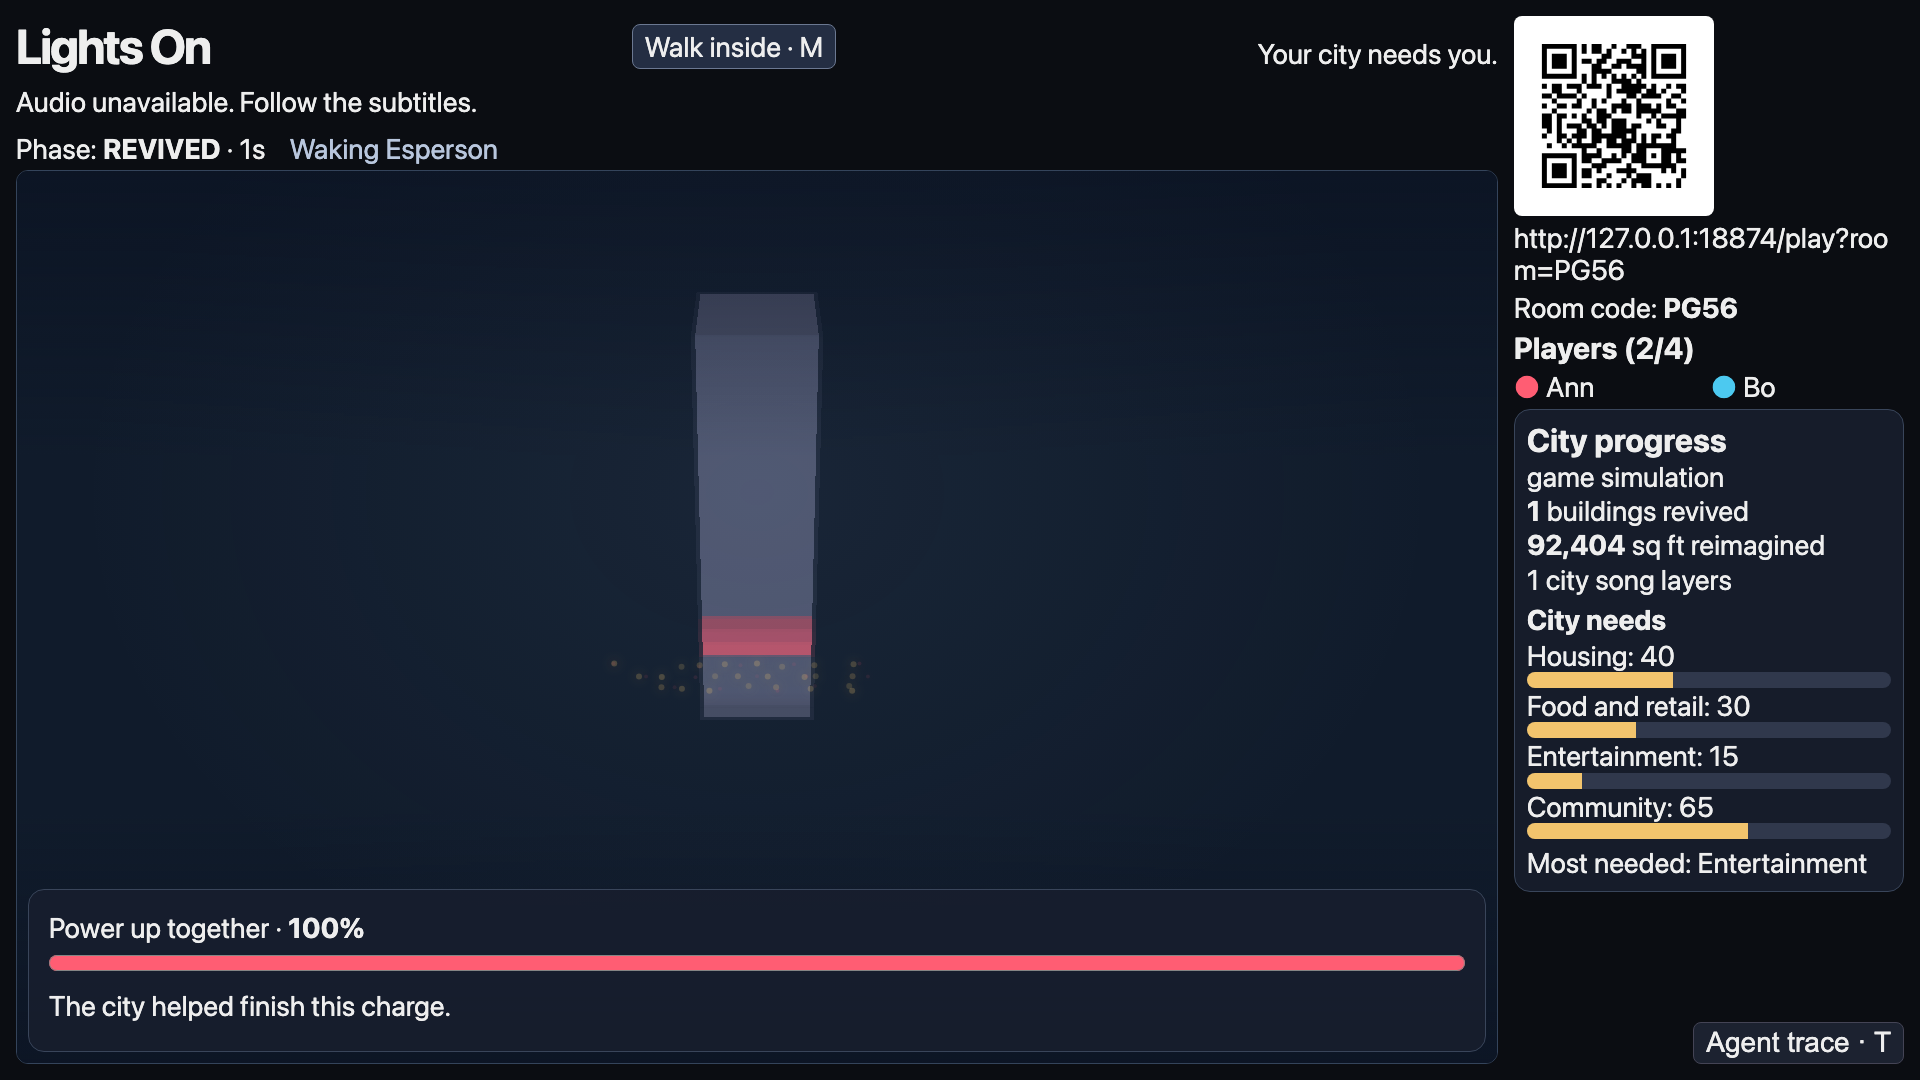 Lights On
Walk inside · M
Your city needs you.
Audio unavailable. Follow the subtitles.
Phase: REVIVED · 1s Waking Esperson
http://127.0.0.1:18874/play?roo
m=PG56
Room code: PG56
Players (2/4)
Ann
Bo
City progress
game simulation
1 buildings revived
92,404 sq ft reimagined
1 city song layers
City needs
Housing: 40
Food and retail: 30
Entertainment: 15
Community: 65
Most needed: Entertainment
Power up together · 100%
The city helped finish this charge.
Agent trace · T